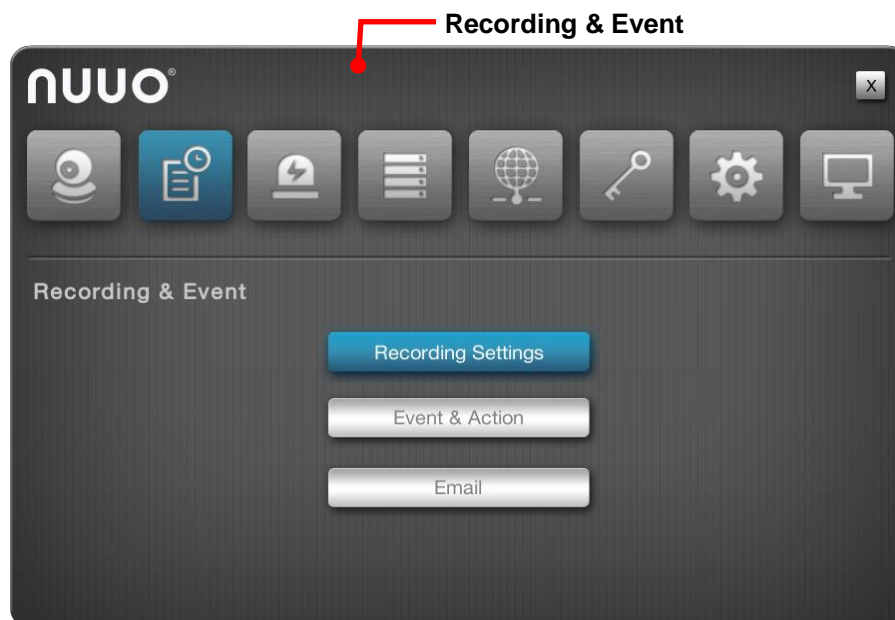 Recording & Event
nuuo®
X
Recording & Event
Recording Settings
Event & Action
Email